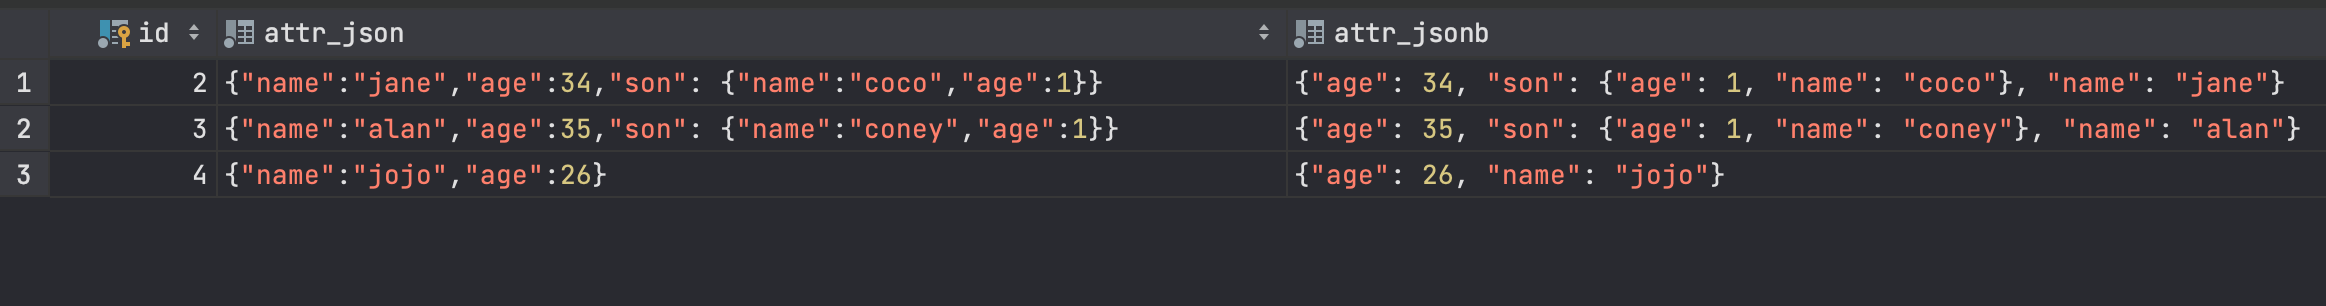 id attr_json attr_jsonb
1 2 {"name":"jane","age":34,"son": {"name":"coco","age":1}} {"age": 34, "son": {"age": 1, "name": "coco"}, "name": "jane"}
2 3 {"name":"alan","age":35,"son": {"name":"coney","age":1}} {"age": 35, "son": {"age": 1, "name": "coney"}, "name": "alan"}
3 4 {"name":"jojo","age":26} {"age": 26, "name": "jojo"}